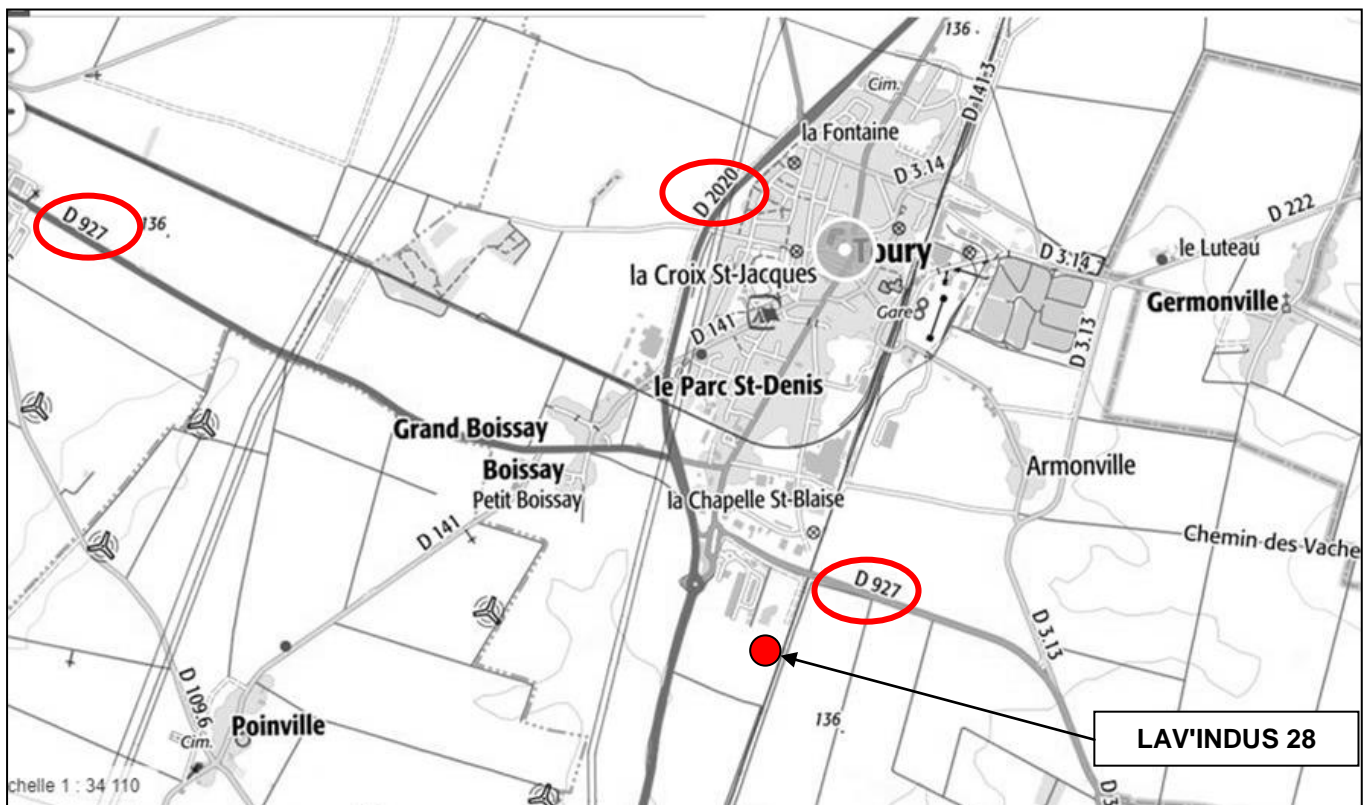 136.
Cim.
D 141.3
la Fontaine
D 3.14
D 2020
D 927
136.
D 222
le Luteau
Toury
D 3.14
la Croix St-Jacques
Germonville
Gare
D 141
D 3.13
le Parc St-Denis
Grand Boissay
Boissay
Armonville
Petit Boissay
la Chapelle St-Blaise
D 141
Chemin des Vache
D 927
D 3.13
D 109.6
136.
Poinville
Cim.
LAV'INDUS 28
chelle 1 : 34 110
D 3